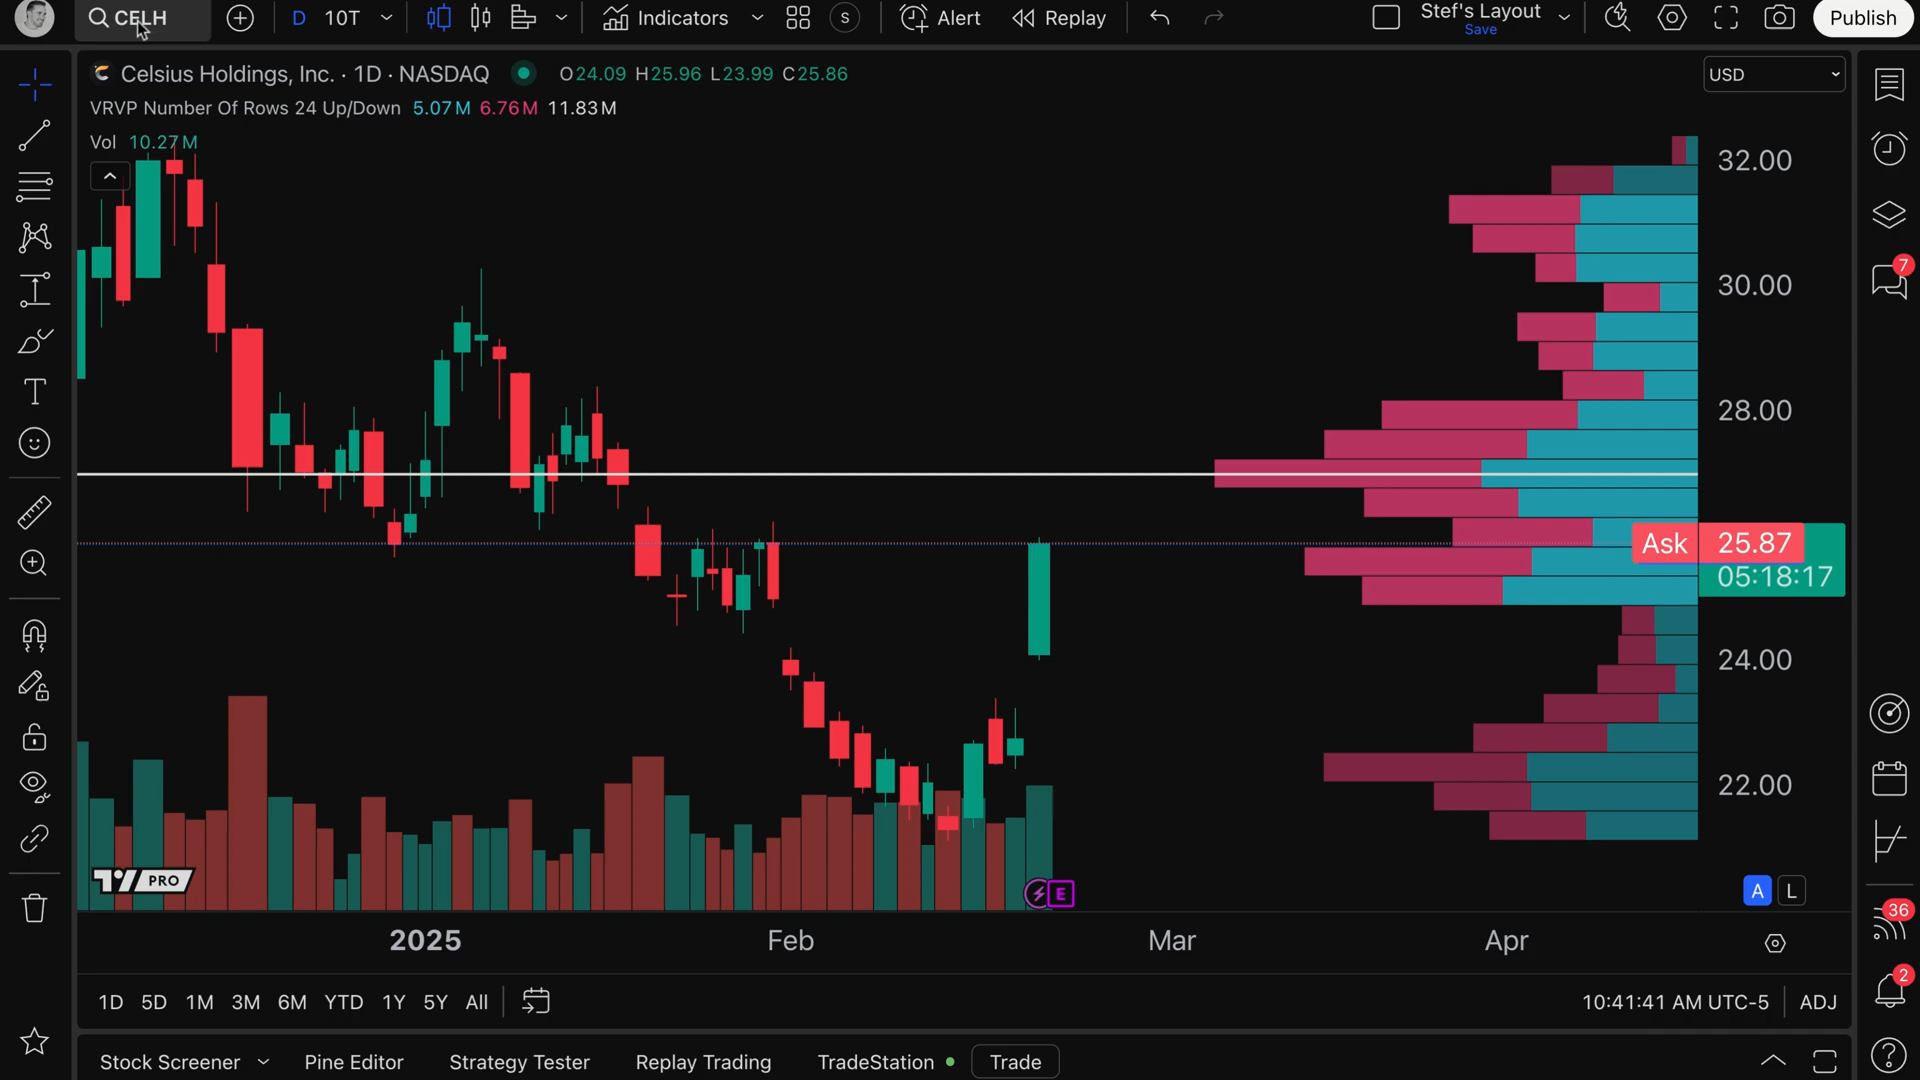 CELH
D 10T Indicators S Alert Replay Stef's Layout Save Publish
Celsius Holdings, Inc. · 1D · NASDAQ O24.09 H25.96 L23.99 C25.86
USD
VRVP Number Of Rows 24 Up/Down 5.07M 6.76M 11.83M
Vol 10.27M
32.00
30.00
7
28.00
Ask 25.87
05:18:17
24.00
22.00
PRO
E
A L
36
2025 Feb Mar Apr
2
1D 5D 1M 3M 6M YTD 1Y 5Y All 10:41:41 AM UTC-5 ADJ
Stock Screener Pine Editor Strategy Tester Replay Trading TradeStation Trade